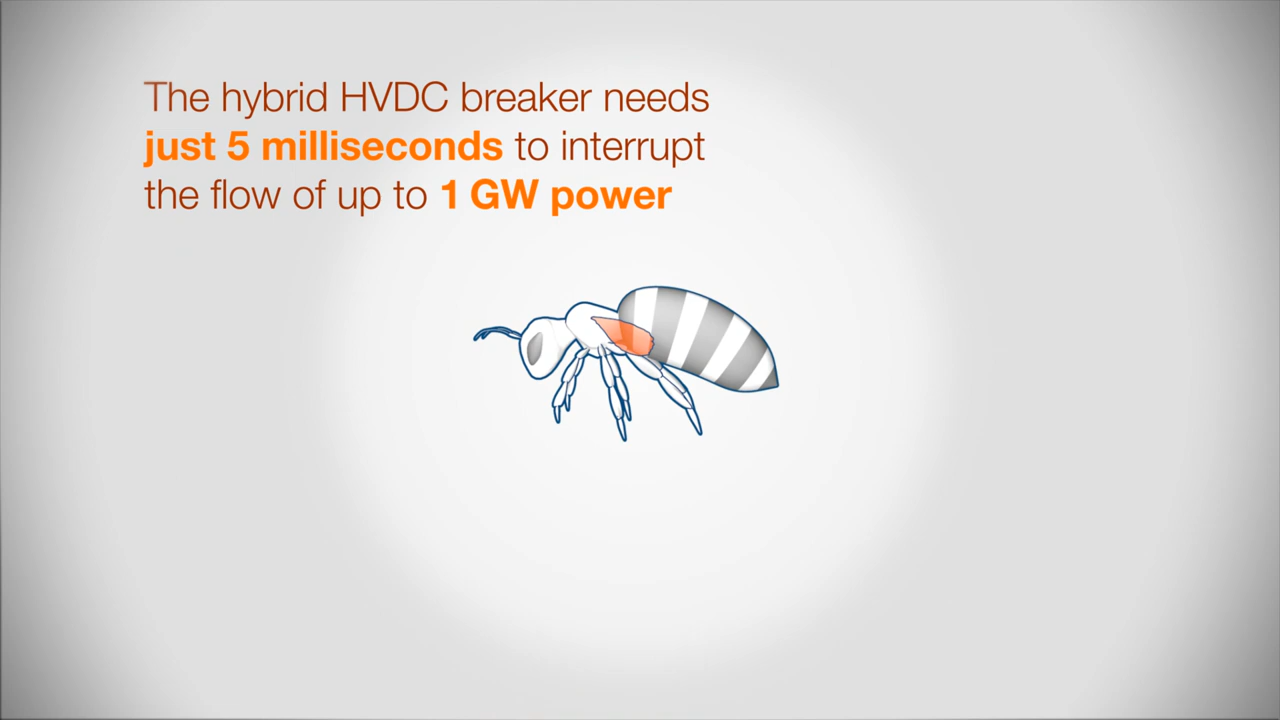 The hybrid HVDC breaker needs
just 5 milliseconds to interrupt
the flow of up to 1 GW power